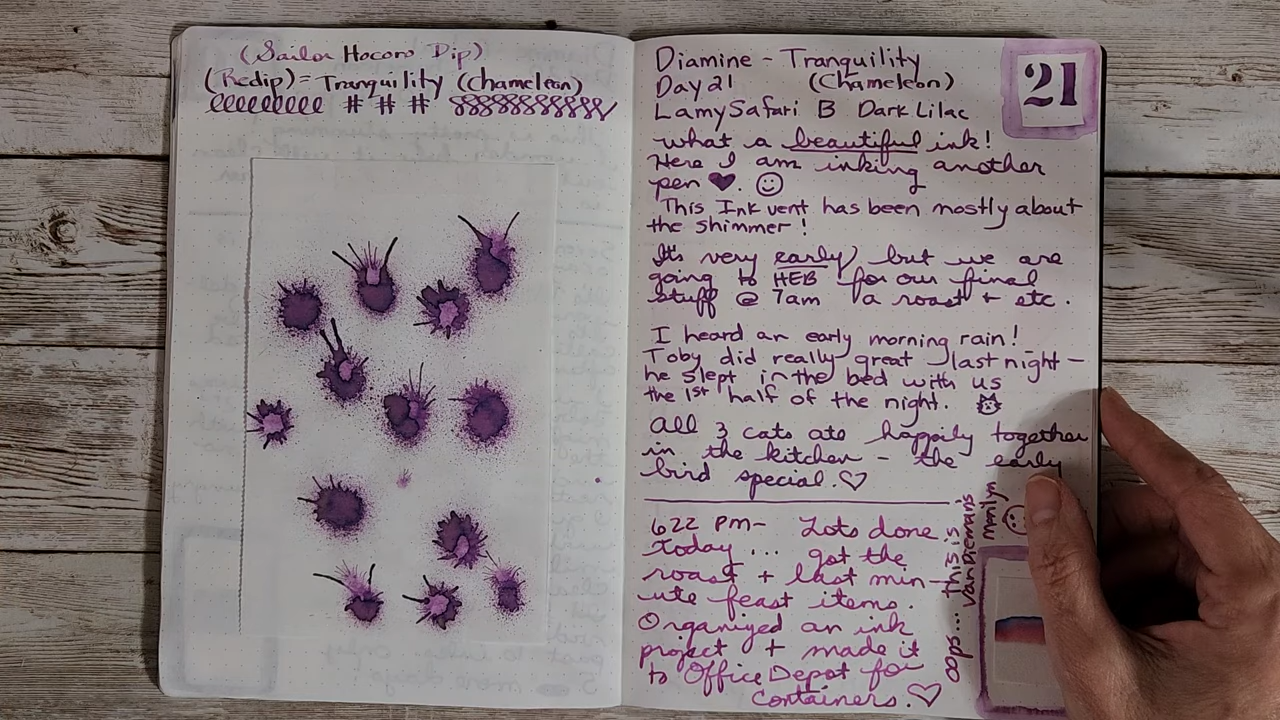 (Sailor Hocoro Dip)
(Redip) = Tranquility (Chameleon)
# # #
Diamine - Tranquility
Day 21 (Chameleon)
Lamy Safari B Dark Lilac
21
what a beautiful ink!
Here I am inking another
pen ♥. ☺
This Inkvent has been mostly about
the shimmer!
It's very early, but we are
going to HEB for our final
stuff @ 7am a roast + etc.
I heard an early morning rain!
Toby did really great last night –
he slept in the bed with us
the 1st half of the night.
All 3 cats ate happily together
in the kitchen – the early
bird special. ♡
622 PM– Lots done
today... got the
roast + last min-
ute feast items.
Organized an ink
project + made it
to Office Depot for
containers. ♡
oops... this is
VanDiemans